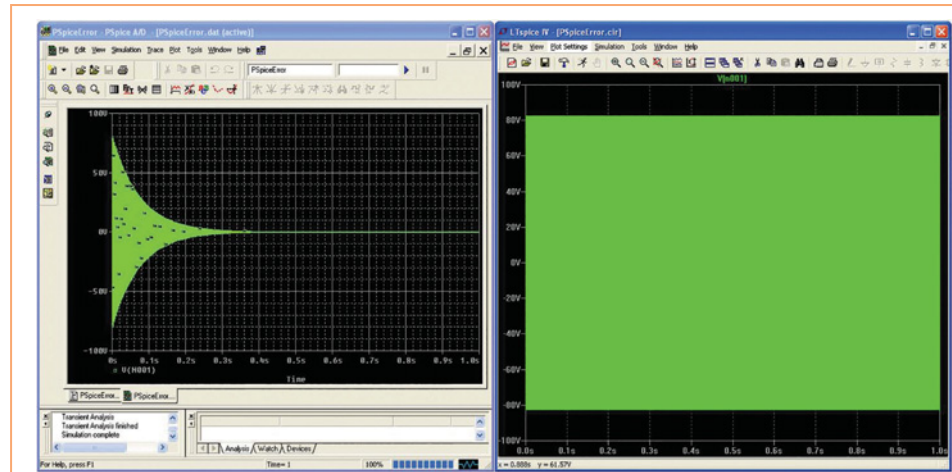 PSpiceError - PSpice A/D - [PSpiceError.dat (active)]
File Edit View Simulation Trace Plot Tools Window Help
PSpiceError
100V
50V
0V
-50V
-100V
0s 0.1s 0.2s 0.3s 0.4s 0.5s 0.6s 0.7s 0.8s 0.9s 1.0s
V(N001)
Time
PSpiceError... PSpiceError...
Transient Analysis
Transient Analysis finished
Simulation complete
Analysis Watch Devices
For Help, press F1 Time= 1 100%
LTspice IV - [PSpiceError.cir]
File View Plot Settings Simulation Tools Window Help
V[n001]
100V
80V
60V
40V
20V
0V
-20V
-40V
-60V
-80V
-100V
0.0s 0.1s 0.2s 0.3s 0.4s 0.5s 0.6s 0.7s 0.8s 0.9s 1.0s
x = 0.888s y = 61.57V